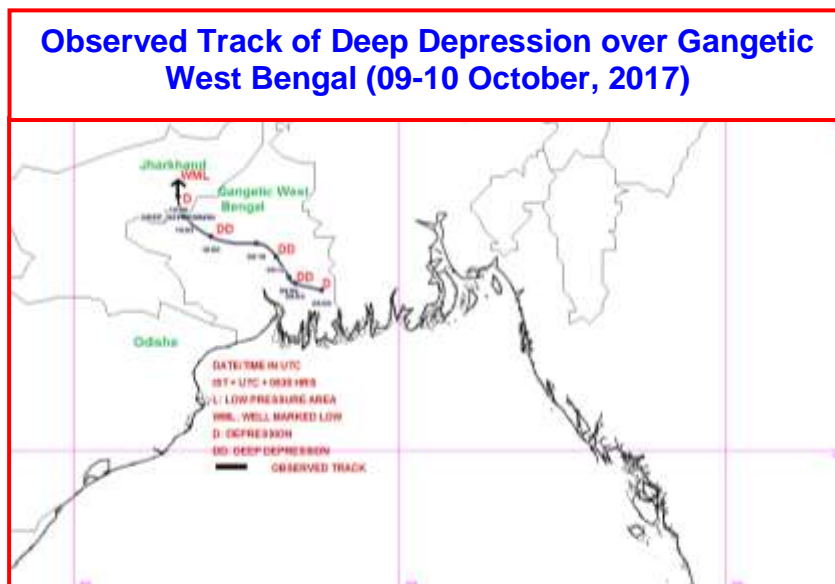 Observed Track of Deep Depression over Gangetic
West Bengal (09-10 October, 2017)
Jharkhand
WML
D
Gangetic West
Bengal
DD
DD
DD
D
Odisha
DATE/TIME IN UTC
IST = UTC + 0530 HRS
L: LOW PRESSURE AREA
WML: WELL MARKED LOW
D: DEPRESSION
DD: DEEP DEPRESSION
OBSERVED TRACK